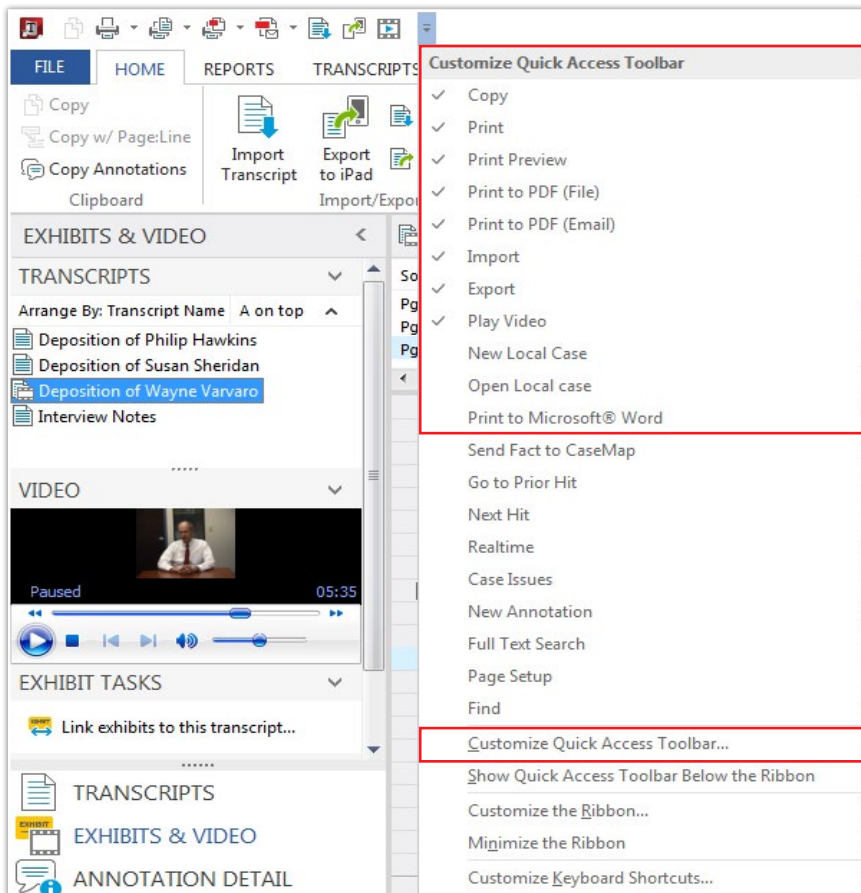 FILE
HOME
REPORTS
TRANSCRIPTS
Copy
Copy w/ Page:Line
Copy Annotations
Clipboard
Import
Transcript
Export
to iPad
Import/Expor
EXHIBITS & VIDEO
TRANSCRIPTS
Arrange By: Transcript Name A on top
Deposition of Philip Hawkins
Deposition of Susan Sheridan
Deposition of Wayne Varvaro
Interview Notes
VIDEO
Paused 05:35
EXHIBIT TASKS
EXHIBIT
Link exhibits to this transcript...
TRANSCRIPTS
EXHIBIT
EXHIBITS & VIDEO
ANNOTATION DETAIL
So
Pg
Pg
Pg
Customize Quick Access Toolbar
Copy
Print
Print Preview
Print to PDF (File)
Print to PDF (Email)
Import
Export
Play Video
New Local Case
Open Local case
Print to Microsoft® Word
Send Fact to CaseMap
Go to Prior Hit
Next Hit
Realtime
Case Issues
New Annotation
Full Text Search
Page Setup
Find
Customize Quick Access Toolbar...
Show Quick Access Toolbar Below the Ribbon
Customize the Ribbon...
Minimize the Ribbon
Customize Keyboard Shortcuts...